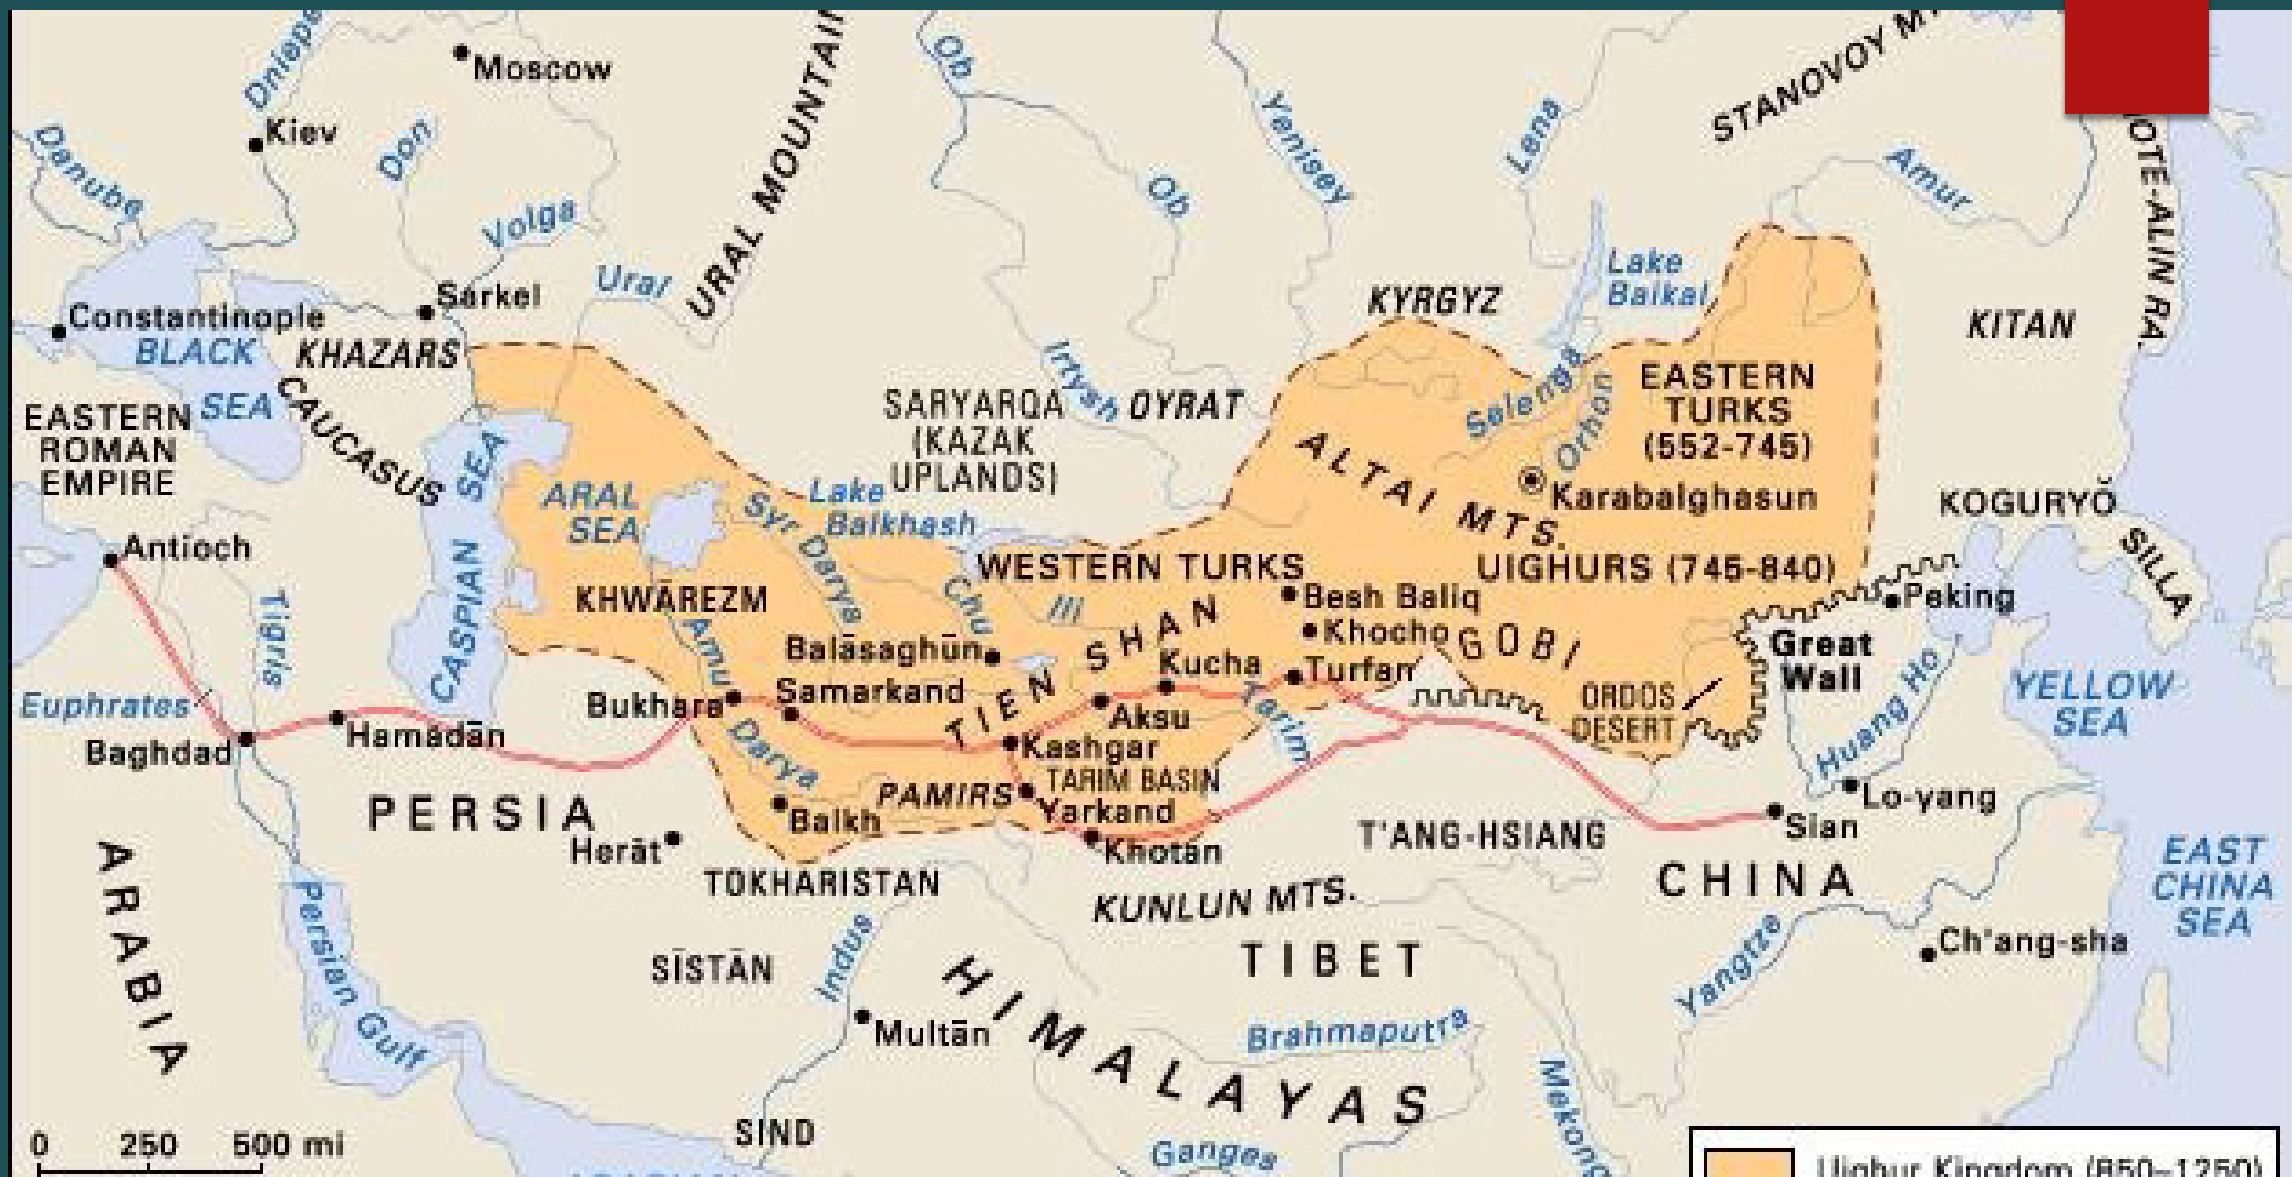 Moscow
Dniepe
Kiev
Danube
Don
Volga
Ural
URAL MOUNTAIN
Ob
Ob
Yenisey
Lena
STANOVOY M
Amur
OTE-ALIN RA.
Lake
Baikal
Sarkel
Constantinople
BLACK
SEA
KHAZARS
CAUCASUS
EASTERN
ROMAN
EMPIRE
KYRGYZ
KITAN
Irtysh
OYRAT
SARYARQA
(KAZAK
UPLANDS)
Selenga
Orhon
EASTERN
TURKS
(552-745)
ALTAI MTS.
Karabalghasun
CASPIAN SEA
ARAL
SEA
Syr Darya
Lake
Balkhash
KOGURYŎ
SILLA
Antioch
Tigris
WESTERN TURKS
UIGHURS (745-840)
KHWĀREZM
Chu
Ili
Besh Baliq
Khocho
GOBI
Peking
Great
Wall
Amu
Darya
Balāsaghūn
TIEN SHAN
Kucha
Turfan
Euphrates
Bukhara
Samarkand
Aksu
Tarim
ORDOS
DESERT
Huang Ho
YELLOW
SEA
Baghdad
Hamadān
Kashgar
TARIM BASIN
PAMIRS
Yarkand
Lo-yang
PERSIA
Balkh
Herāt
Khotan
T'ANG-HSIANG
Sian
ARABIA
TOKHARISTAN
KUNLUN MTS.
CHINA
EAST
CHINA
SEA
Persian Gulf
SĪSTĀN
Indus
HIMALAYAS
TIBET
Yangtze
Ch'ang-sha
Multān
Brahmaputra
Mekong
SIND
Ganges
0 250 500 mi
Uighur Kingdom (850-1250)